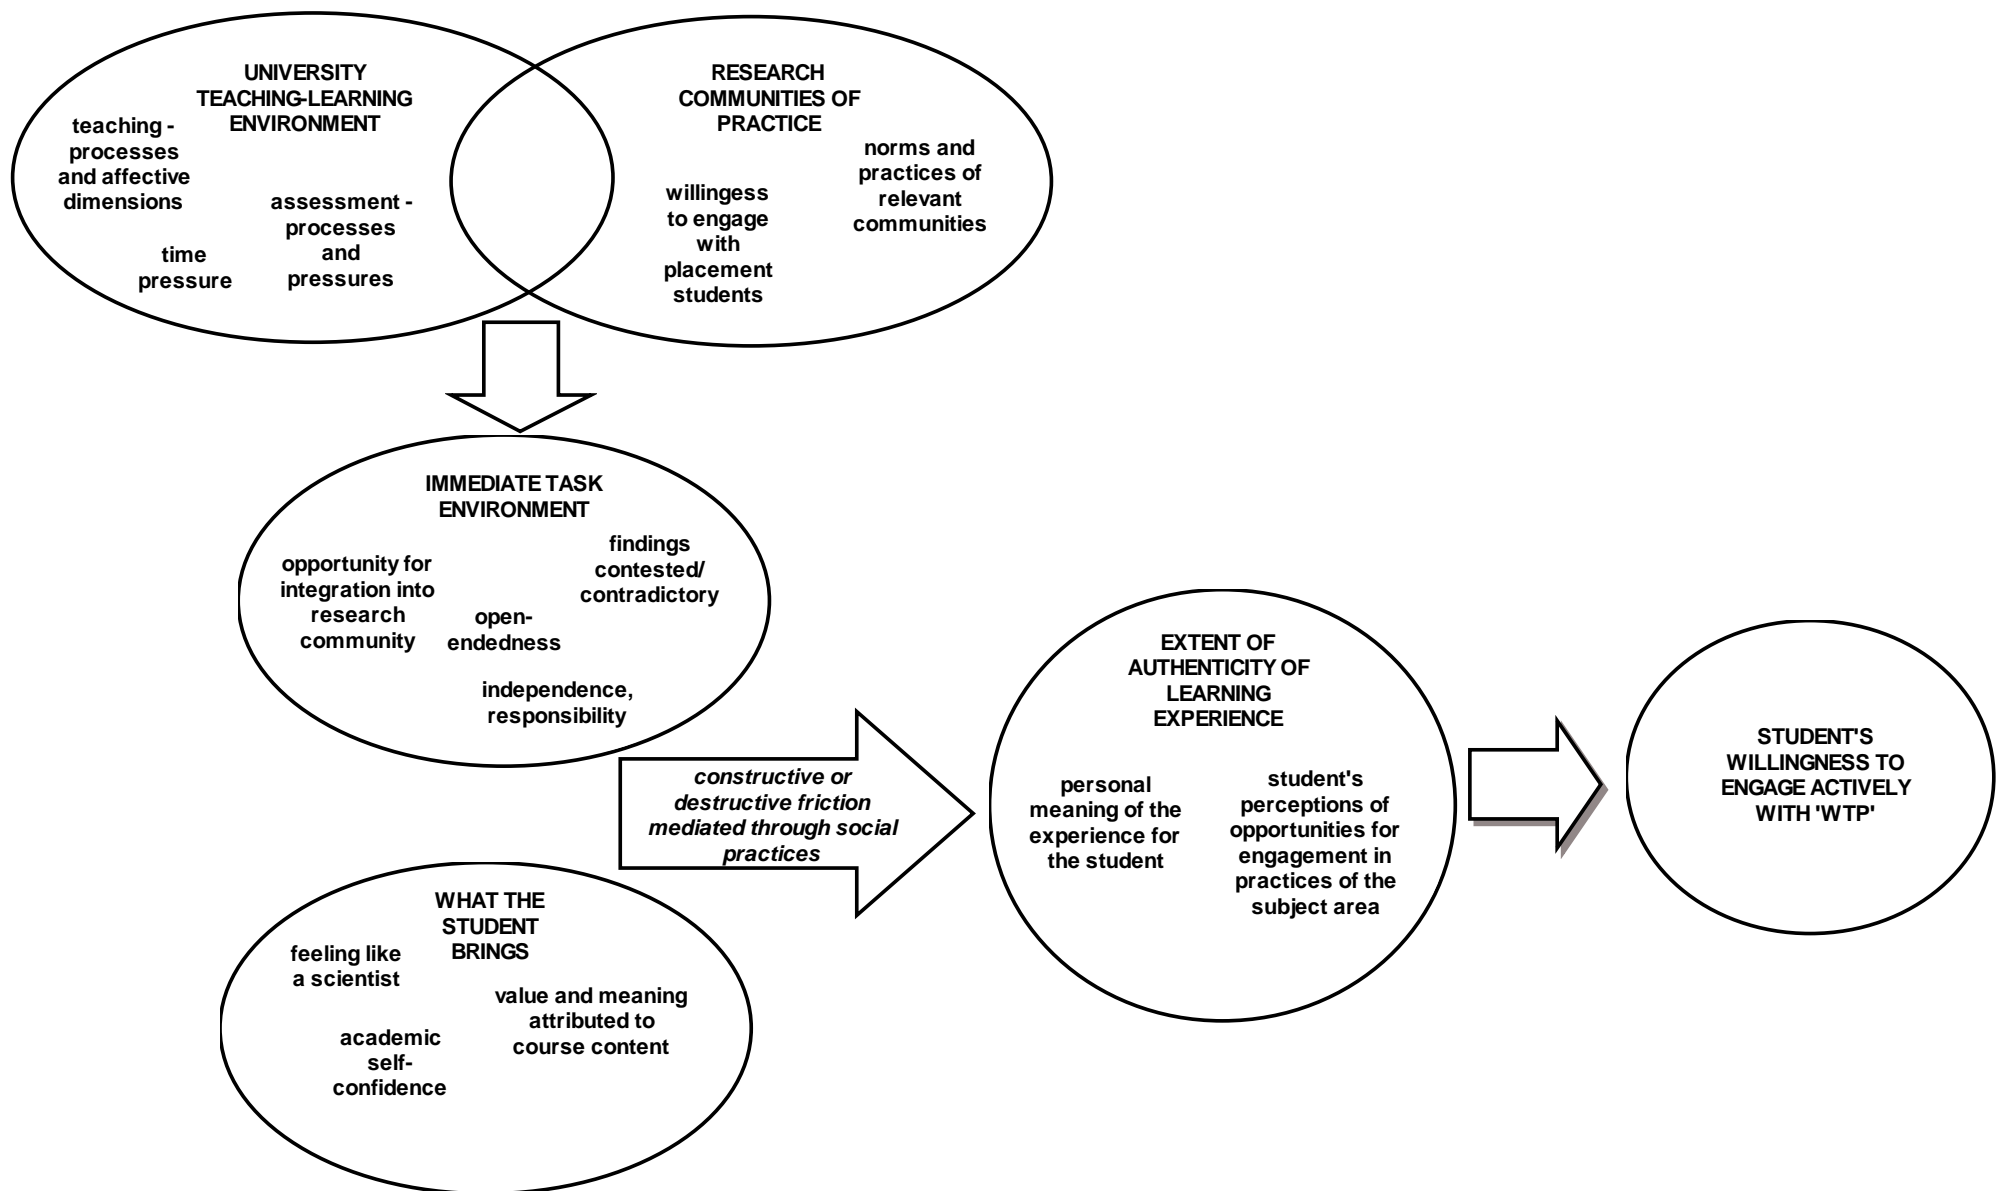 UNIVERSITY
TEACHING-LEARNING
ENVIRONMENT
teaching -
processes
and affective
dimensions
assessment -
processes
and
pressures
time
pressure
RESEARCH
COMMUNITIES OF
PRACTICE
willingess
to engage
with
placement
students
norms and
practices of
relevant
communities
IMMEDIATE TASK
ENVIRONMENT
opportunity for
integration into
research
community
open-
endedness
findings
contested/
contradictory
independence,
responsibility
constructive or
destructive friction
mediated through social
practices
WHAT THE
STUDENT
BRINGS
feeling like
a scientist
academic
self-
confidence
value and meaning
attributed to
course content
EXTENT OF
AUTHENTICITY OF
LEARNING
EXPERIENCE
personal
meaning of the
experience for
the student
student's
perceptions of
opportunities for
engagement in
practices of the
subject area
STUDENT'S
WILLINGNESS TO
ENGAGE ACTIVELY
WITH 'WTP'